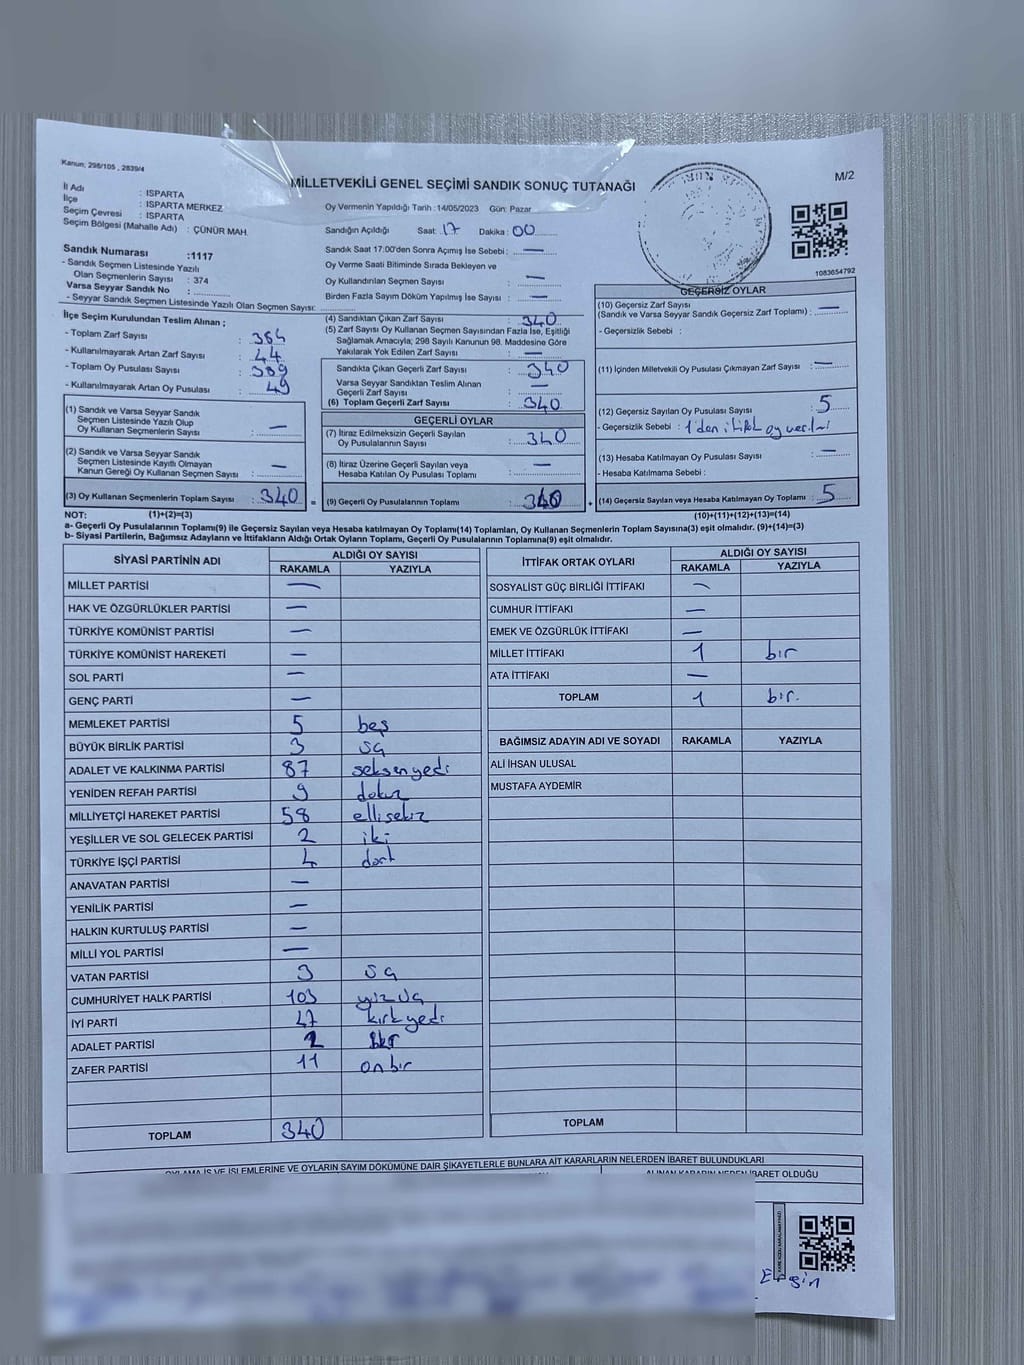 Kanun; 298/105 , 2839/4
MİLLETVEKİLİ GENEL SEÇİMİ SANDIK SONUÇ TUTANAĞI
M/2
İl Adı : ISPARTA
İlçe : ISPARTA MERKEZ
Seçim Çevresi : ISPARTA
Seçim Bölgesi (Mahalle Adı) : ÇÜNÜR MAH.
Oy Vermenin Yapıldığı Tarih : 14/05/2023 Gün: Pazar
Sandığın Açıldığı Saat: 17 Dakika: 00
Sandık Saat 17.00'den Sonra Açımış İse Sebebi : —
Oy Verme Saati Bitiminde Sırada Bekleyen ve
Oy Kullandırılan Seçmen Sayısı : —
Birden Fazla Sayım Döküm Yapılmış İse Sayısı : —
1083654792
Sandık Numarası :1117
- Sandık Seçmen Listesinde Yazılı
Olan Seçmenlerin Sayısı : 374
Varsa Seyyar Sandık No :
- Seyyar Sandık Seçmen Listesinde Yazılı Olan Seçmen Sayısı:
İlçe Seçim Kurulundan Teslim Alınan ;
- Toplam Zarf Sayısı : 384
- Kullanılmayarak Artan Zarf Sayısı : 44
- Toplam Oy Pusulası Sayısı : 389
- Kullanılmayarak Artan Oy Pusulası : 49
(1) Sandık ve Varsa Seyyar Sandık
Seçmen Listesinde Yazılı Olup
Oy Kullanan Seçmenlerin Sayısı : —
(2) Sandık ve Varsa Seyyar Sandık
Seçmen Listesinde Kayıtlı Olmayan
Kanun Gereği Oy Kullanan Seçmen Sayısı : —
(3) Oy Kullanan Seçmenlerin Toplam Sayısı : 340 =
(4) Sandıktan Çıkan Zarf Sayısı : 340
(5) Zarf Sayısı Oy Kullanan Seçmen Sayısından Fazla İse, Eşitliği
Sağlamak Amacıyla; 298 Sayılı Kanunun 98. Maddesine Göre
Yakılarak Yok Edilen Zarf Sayısı : —
Sandıkta Çıkan Geçerli Zarf Sayısı : 340
Varsa Seyyar Sandıktan Teslim Alınan
Geçerli Zarf Sayısı : —
(6) Toplam Geçerli Zarf Sayısı : 340
GEÇERLİ OYLAR
(7) İtiraz Edilmeksizin Geçerli Sayılan
Oy Pusulalarının Sayısı : 340
(8) İtiraz Üzerine Geçerli Sayılan veya
Hesaba Katılan Oy Pusulaları Toplamı : —
(9) Geçerli Oy Pusulalarının Toplamı : 340 +
GEÇERSİZ OYLAR
(10) Geçersiz Zarf Sayısı
(Sandık ve Varsa Seyyar Sandık Geçersiz Zarf Toplamı) : —
- Geçersizlik Sebebi :
(11) İçinden Milletvekili Oy Pusulası Çıkmayan Zarf Sayısı : —
(12) Geçersiz Sayılan Oy Pusulası Sayısı : 5
- Geçersizlik Sebebi : 1'den
(13) Hesaba Katılmayan Oy Pusulası Sayısı : —
- Hesaba Katılmama Sebebi :
(14) Geçersiz Sayılan veya Hesaba Katılmayan Oy Toplamı : 5
NOT: (1)+(2)=(3) (10)+(11)+(12)+(13)=(14)
a- Geçerli Oy Pusulalarının Toplamı(9) ile Geçersiz Sayılan veya Hesaba katılmayan Oy Toplamı(14) Toplamları, Oy Kullanan Seçmenlerin Toplam Sayısına(3) eşit olmalıdır. (9)+(14)=(3)
b- Siyasi Partilerin, Bağımsız Adayların ve İttifakların Aldığı Ortak Oyların Toplamı, Geçerli Oy Pusulalarının Toplamına(9) eşit olmalıdır.
SİYASİ PARTİNİN ADI ALDIĞI OY SAYISI
RAKAMLA YAZIYLA
MİLLET PARTİSİ —
HAK VE ÖZGÜRLÜKLER PARTİSİ —
TÜRKİYE KOMÜNİST PARTİSİ —
TÜRKİYE KOMÜNİST HAREKETİ —
SOL PARTİ —
GENÇ PARTİ —
MEMLEKET PARTİSİ 5 beş
BÜYÜK BİRLİK PARTİSİ 3 üç
ADALET VE KALKINMA PARTİSİ 87 seksenyedi
YENİDEN REFAH PARTİSİ 9 dokuz
MİLLİYETÇİ HAREKET PARTİSİ 58 ellisekiz
YEŞİLLER VE SOL GELECEK PARTİSİ 2 iki
TÜRKİYE İŞÇİ PARTİSİ 4 dört
ANAVATAN PARTİSİ —
YENİLİK PARTİSİ —
HALKIN KURTULUŞ PARTİSİ —
MİLLİ YOL PARTİSİ —
VATAN PARTİSİ 3 üç
CUMHURİYET HALK PARTİSİ 103 yüzüç
İYİ PARTİ 47 kırkyedi
ADALET PARTİSİ
ZAFER PARTİSİ 11 onbir
TOPLAM 340
İTTİFAK ORTAK OYLARI ALDIĞI OY SAYISI
RAKAMLA YAZIYLA
SOSYALİST GÜÇ BİRLİĞİ İTTİFAKI —
CUMHUR İTTİFAKI —
EMEK VE ÖZGÜRLÜK İTTİFAKI —
MİLLET İTTİFAKI 1 bir
ATA İTTİFAKI —
TOPLAM 1 bir.
BAĞIMSIZ ADAYIN ADI VE SOYADI RAKAMLA YAZIYLA
ALİ İHSAN ULUSAL
MUSTAFA AYDEMİR
TOPLAM
OYLAMA İŞ VE İŞLEMLERİNE VE OYLARIN SAYIM DÖKÜMÜNE DAİR ŞİKAYETLERLE BUNLARA AİT KARARLARIN NELERDEN İBARET BULUNDUKLARI
ALINAN KARARIN NEDEN İBARET OLDUĞU